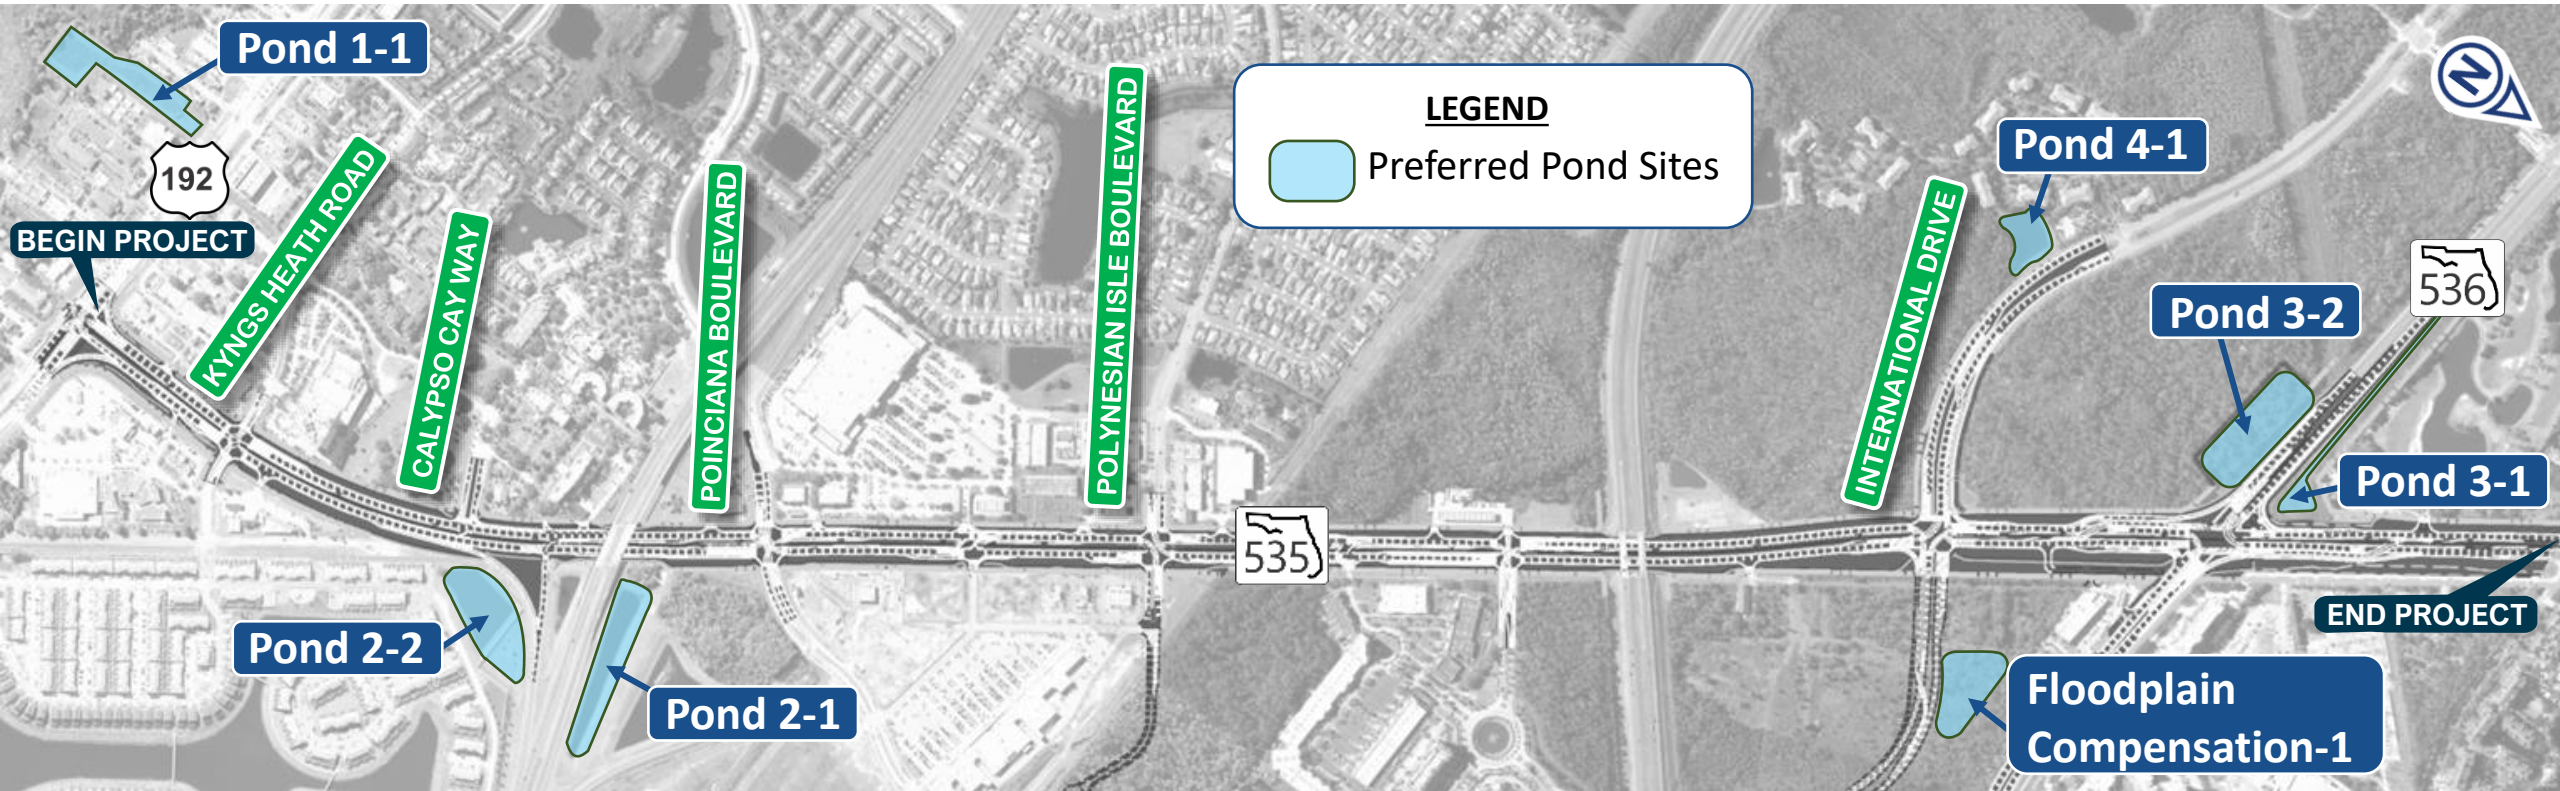 Pond 1-1
192
BEGIN PROJECT
KYNGS HEATH ROAD
CALYPSO CAY WAY
POINCIANA BOULEVARD
POLYNESIAN ISLE BOULEVARD
LEGEND
Preferred Pond Sites
INTERNATIONAL DRIVE
Pond 4-1
N
536
Pond 3-2
Pond 3-1
535
END PROJECT
Pond 2-2
Pond 2-1
Floodplain
Compensation-1